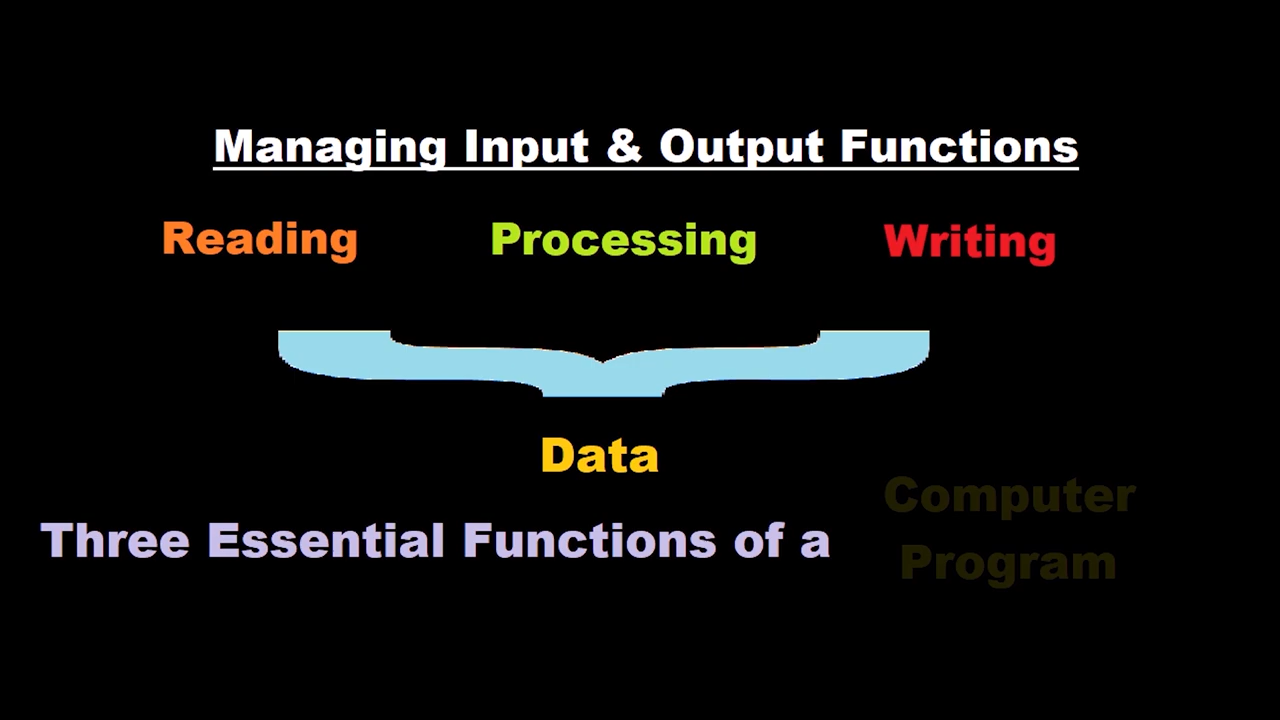 Managing Input & Output Functions
Reading Processing Writing
Data
Three Essential Functions of a
Computer
Program